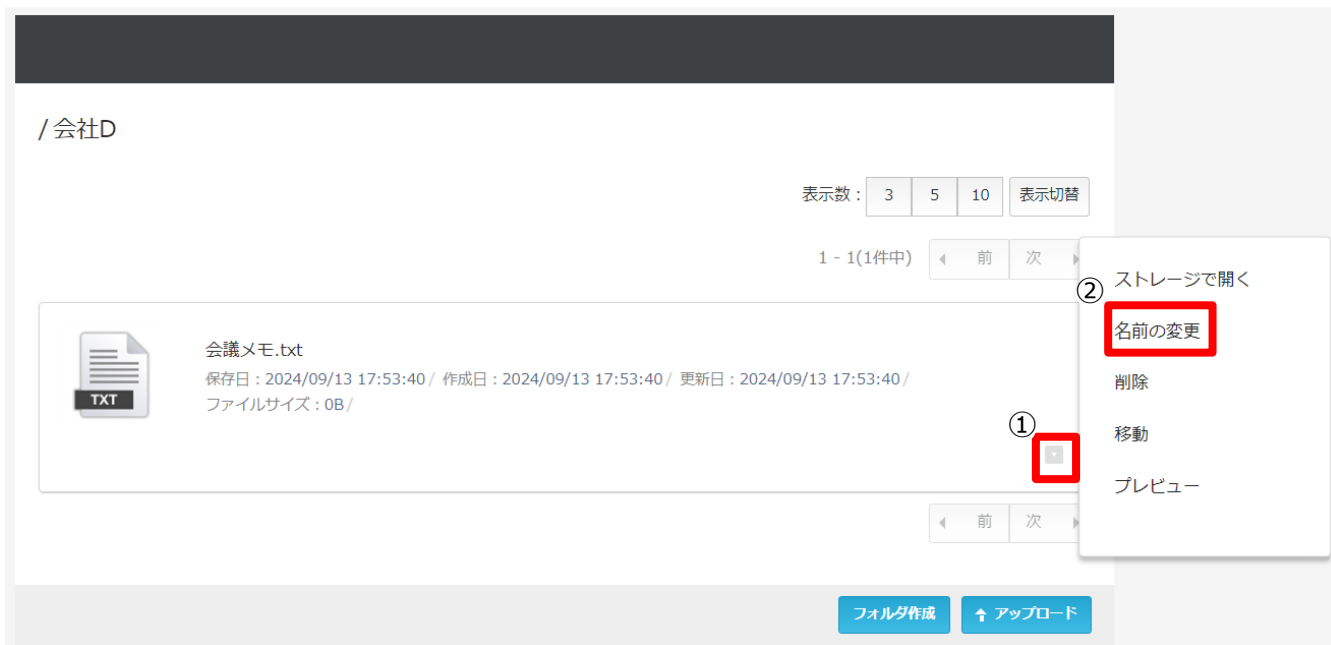 / 会社D
表示数： 3 5 10 表示切替
1 - 1(1件中) 前 次
会議メモ.txt
保存日：2024/09/13 17:53:40 / 作成日：2024/09/13 17:53:40 / 更新日：2024/09/13 17:53:40 /
ファイルサイズ：0B /
TXT
①
前 次
②
ストレージで開く
名前の変更
削除
移動
プレビュー
フォルダ作成 アップロード